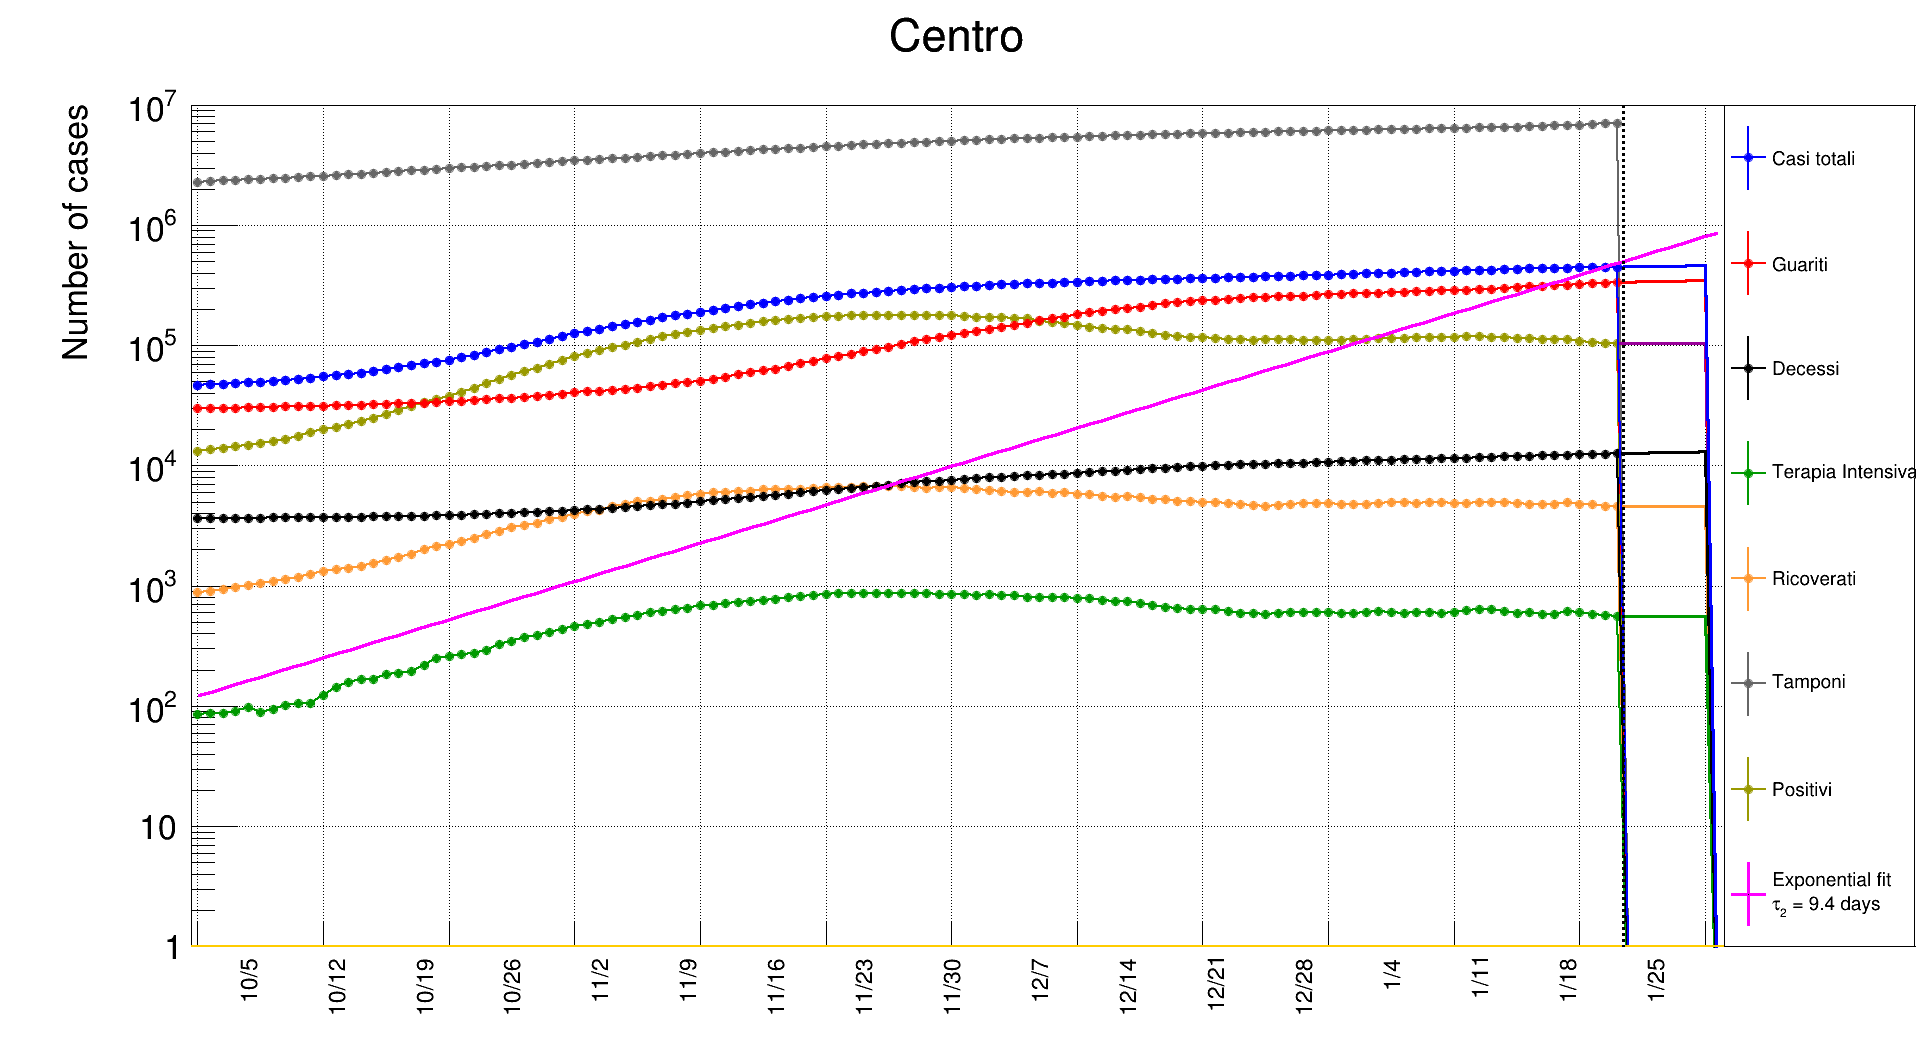 Centro
Number of cases
10^7
10^6
10^5
10^4
10^3
10^2
10
1
10/5
10/12
10/19
10/26
11/2
11/9
11/16
11/23
11/30
12/7
12/14
12/21
12/28
1/4
1/11
1/18
1/25
Casi totali
Guariti
Decessi
Terapia Intensiva
Ricoverati
Tamponi
Positivi
Exponential fit
τ₂ = 9.4 days